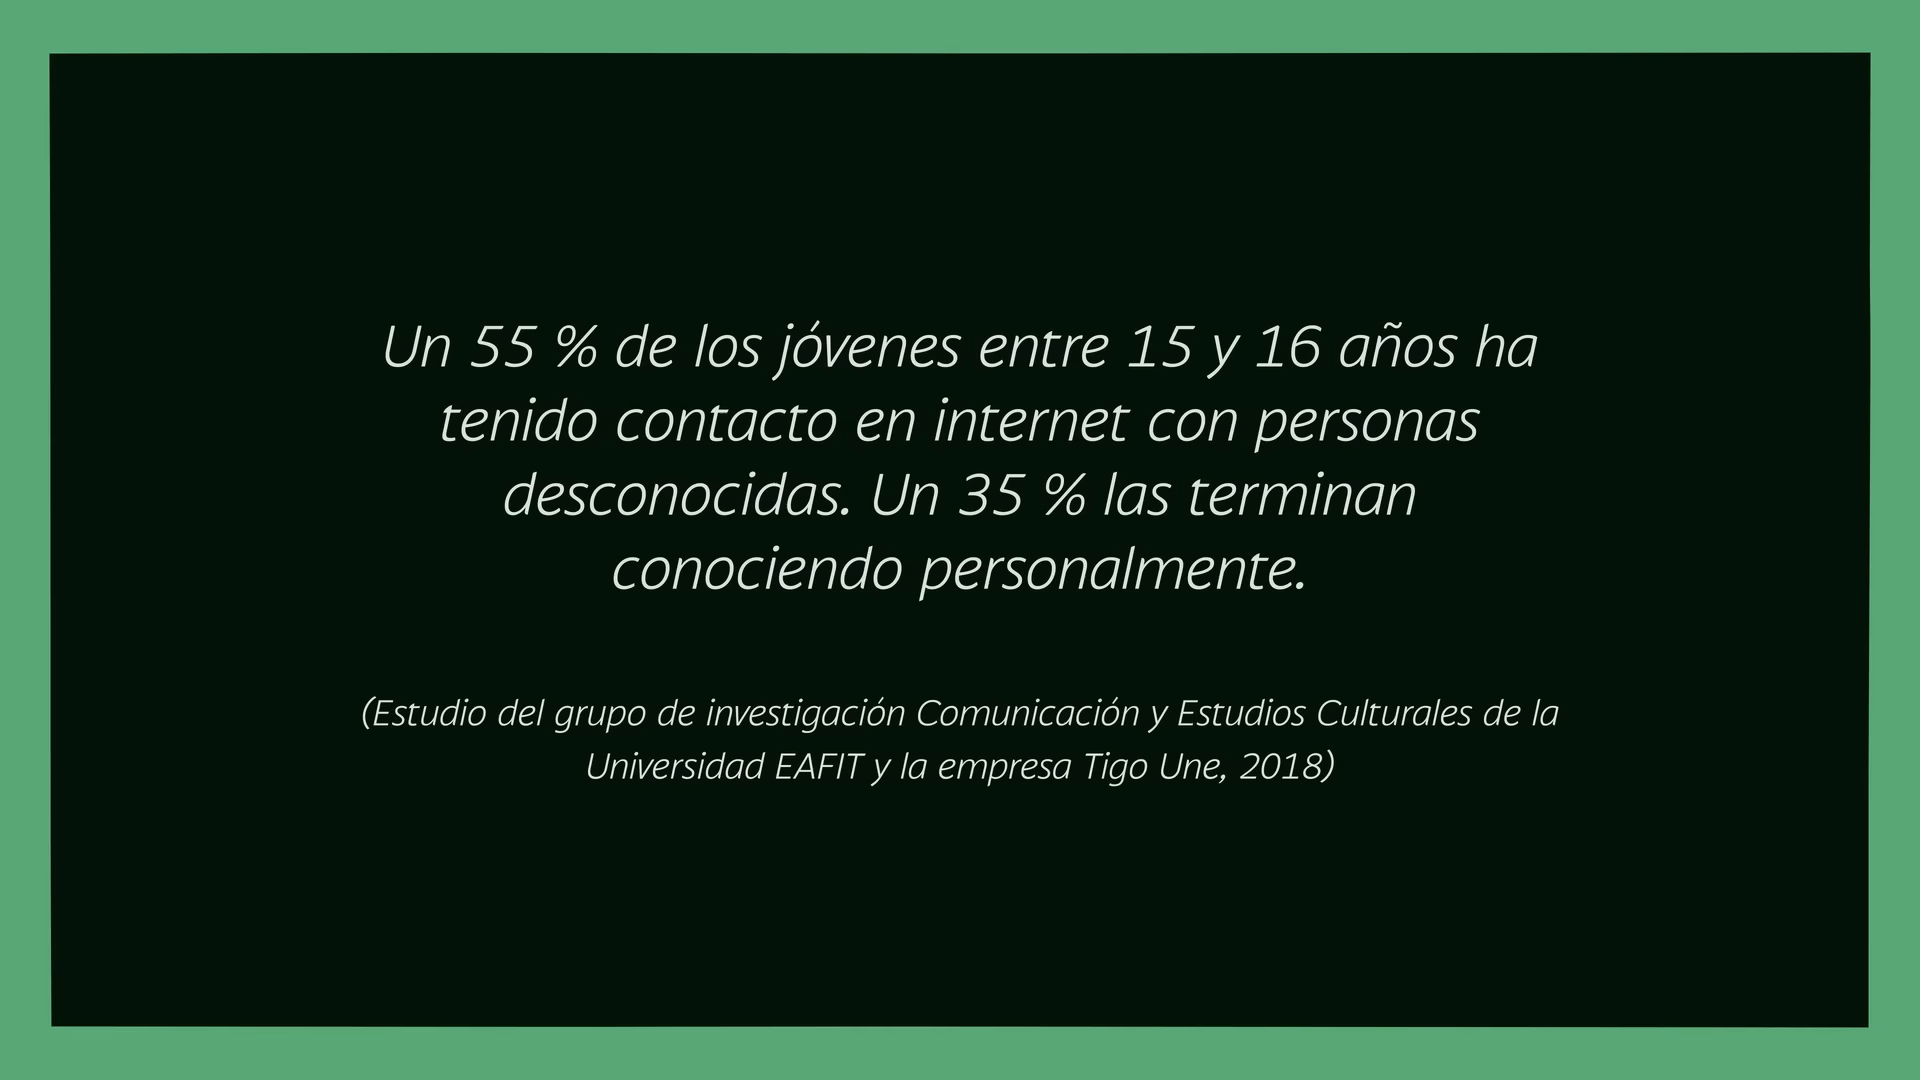 Un 55 % de los jóvenes entre 15 y 16 años ha
tenido contacto en internet con personas
desconocidas. Un 35 % las terminan
conociendo personalmente.
(Estudio del grupo de investigación Comunicación y Estudios Culturales de la
Universidad EAFIT y la empresa Tigo Une, 2018)